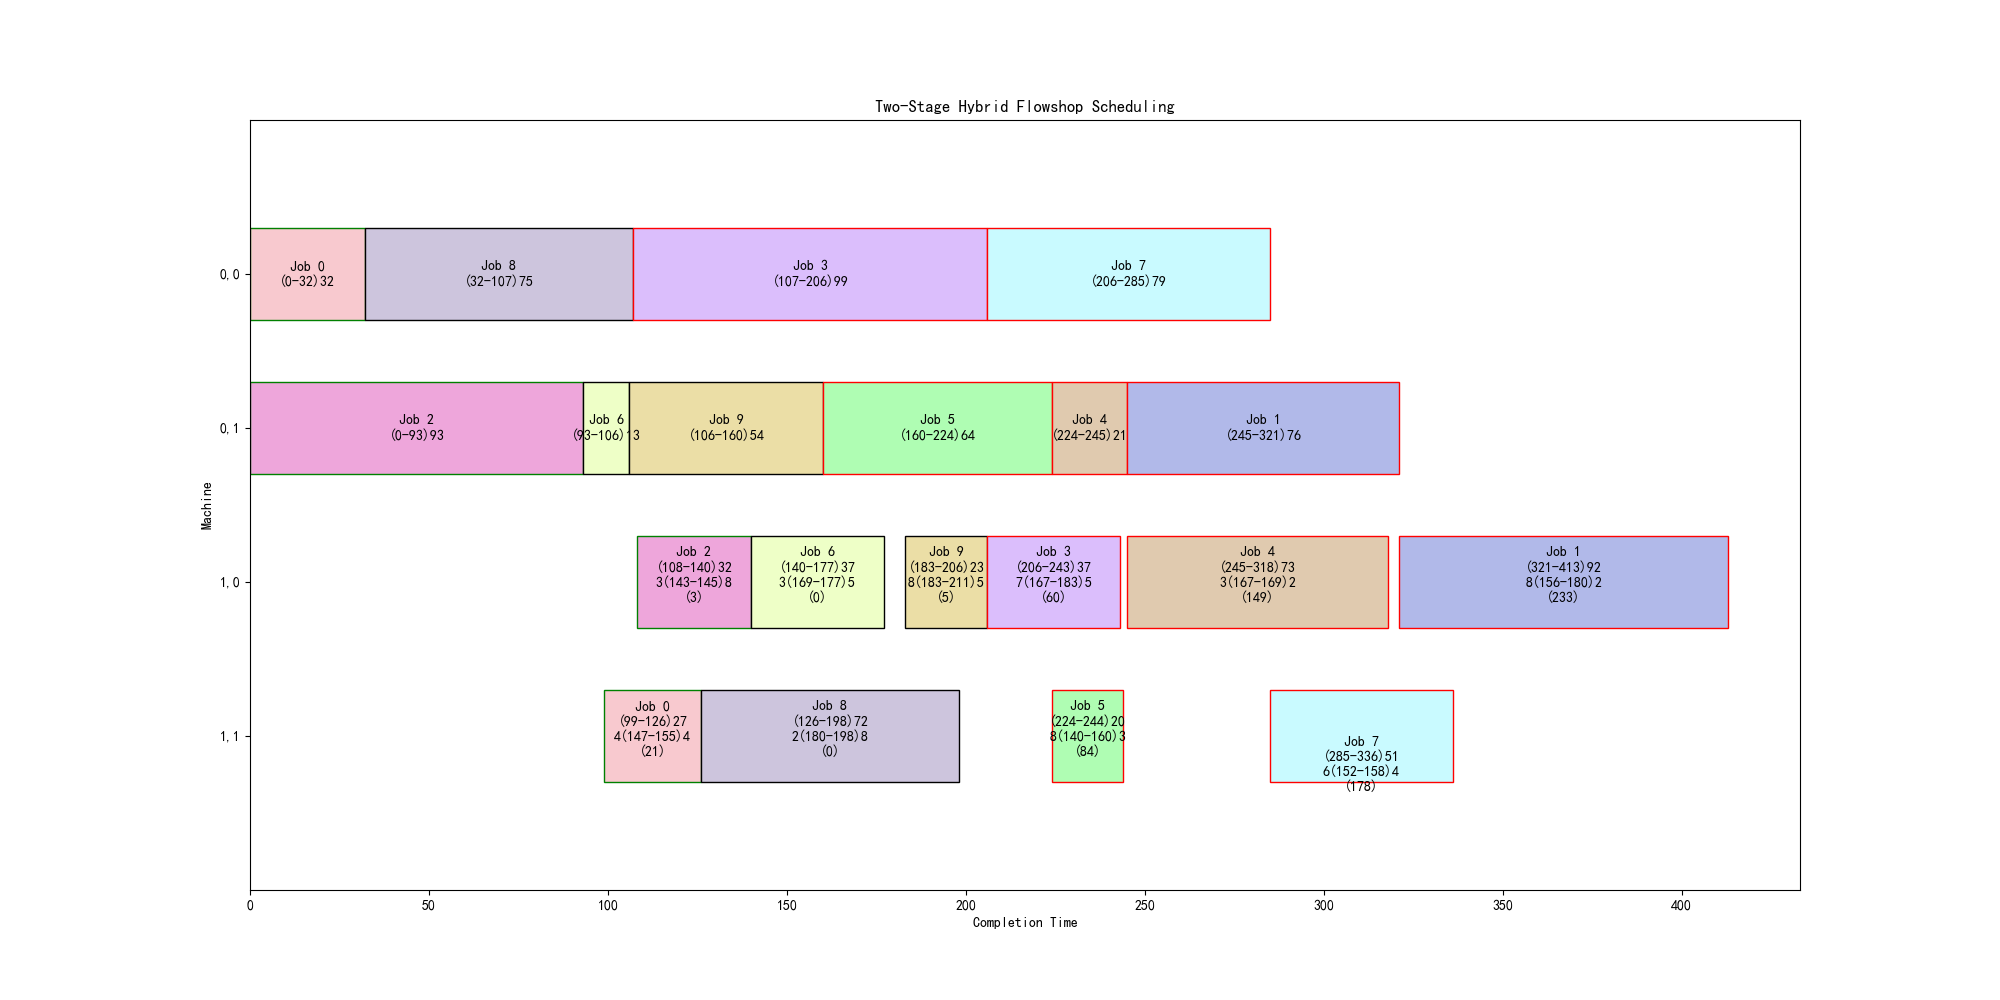 Two-Stage Hybrid Flowshop Scheduling
0,0
Job 0
(0-32)32
Job 8
(32-107)75
Job 3
(107-206)99
Job 7
(206-285)79
0,1
Job 2
(0-93)93
Job 6
(93-106)13
Job 9
(106-160)54
Job 5
(160-224)64
Job 4
(224-245)21
Job 1
(245-321)76
Machine
1,0
Job 2
(108-140)32
3(143-145)8
(3)
Job 6
(140-177)37
3(169-177)5
(0)
Job 9
(183-206)23
8(183-211)5
(5)
Job 3
(206-243)37
7(167-183)5
(60)
Job 4
(245-318)73
3(167-169)2
(149)
Job 1
(321-413)92
8(156-180)2
(233)
1,1
Job 0
(99-126)27
4(147-155)4
(21)
Job 8
(126-198)72
2(180-198)8
(0)
Job 5
(224-244)20
8(140-160)3
(84)
Job 7
(285-336)51
6(152-158)4
(178)
0
50
100
150
200
250
300
350
400
Completion Time